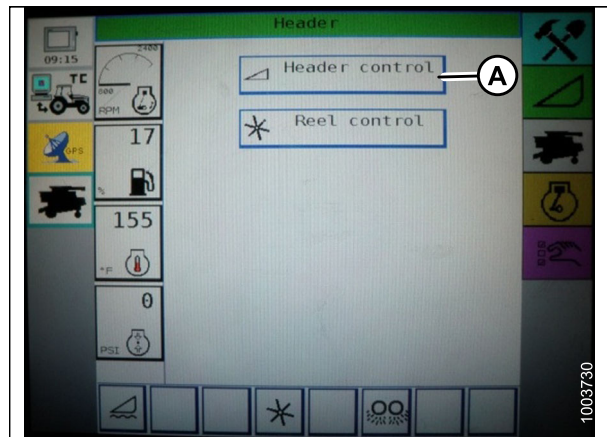 Header
09:15
TC
GPS
2400
800
RPM
17
%
155
°F
0
PSI
Header control
A
Reel control
1003730